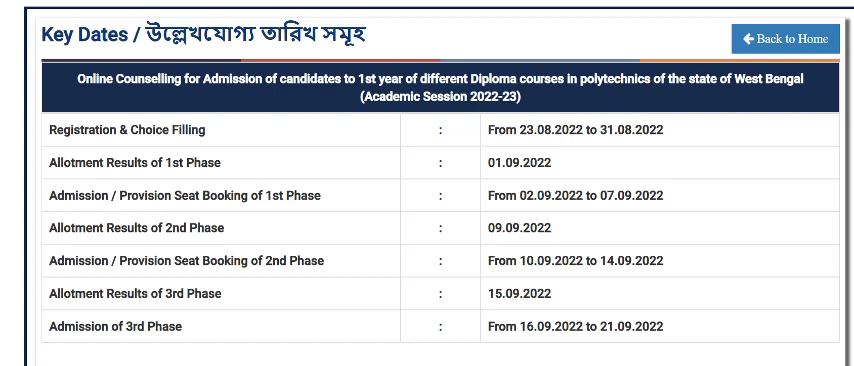 Key Dates / উল্লেখযোগ্য তারিখ সমূহ
Back to Home
Online Counselling for Admission of candidates to 1st year of different Diploma courses in polytechnics of the state of West Bengal
(Academic Session 2022-23)
Registration & Choice Filling : From 23.08.2022 to 31.08.2022
Allotment Results of 1st Phase : 01.09.2022
Admission / Provision Seat Booking of 1st Phase : From 02.09.2022 to 07.09.2022
Allotment Results of 2nd Phase : 09.09.2022
Admission / Provision Seat Booking of 2nd Phase : From 10.09.2022 to 14.09.2022
Allotment Results of 3rd Phase : 15.09.2022
Admission of 3rd Phase : From 16.09.2022 to 21.09.2022